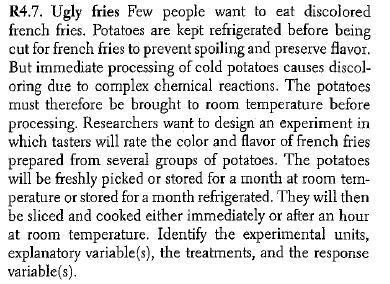 R4.7. Ugly fries Few people want to eat discolored
french fries. Potatoes are kept refrigerated before being
cut for french fries to prevent spoiling and preserve flavor.
But immediate processing of cold potatoes causes discol-
oring due to complex chemical reactions. The potatoes
must therefore be brought to room temperature before
processing. Researchers want to design an experiment in
which tasters will rate the color and flavor of french fries
prepared from several groups of potatoes. The potatoes
will be freshly picked or stored for a month at room tem-
perature or stored for a month refrigerated. They will then
be sliced and cooked either immediately or after an hour
at room temperature. Identify the experimental units,
explanatory variable(s), the treatments, and the response
variable(s).